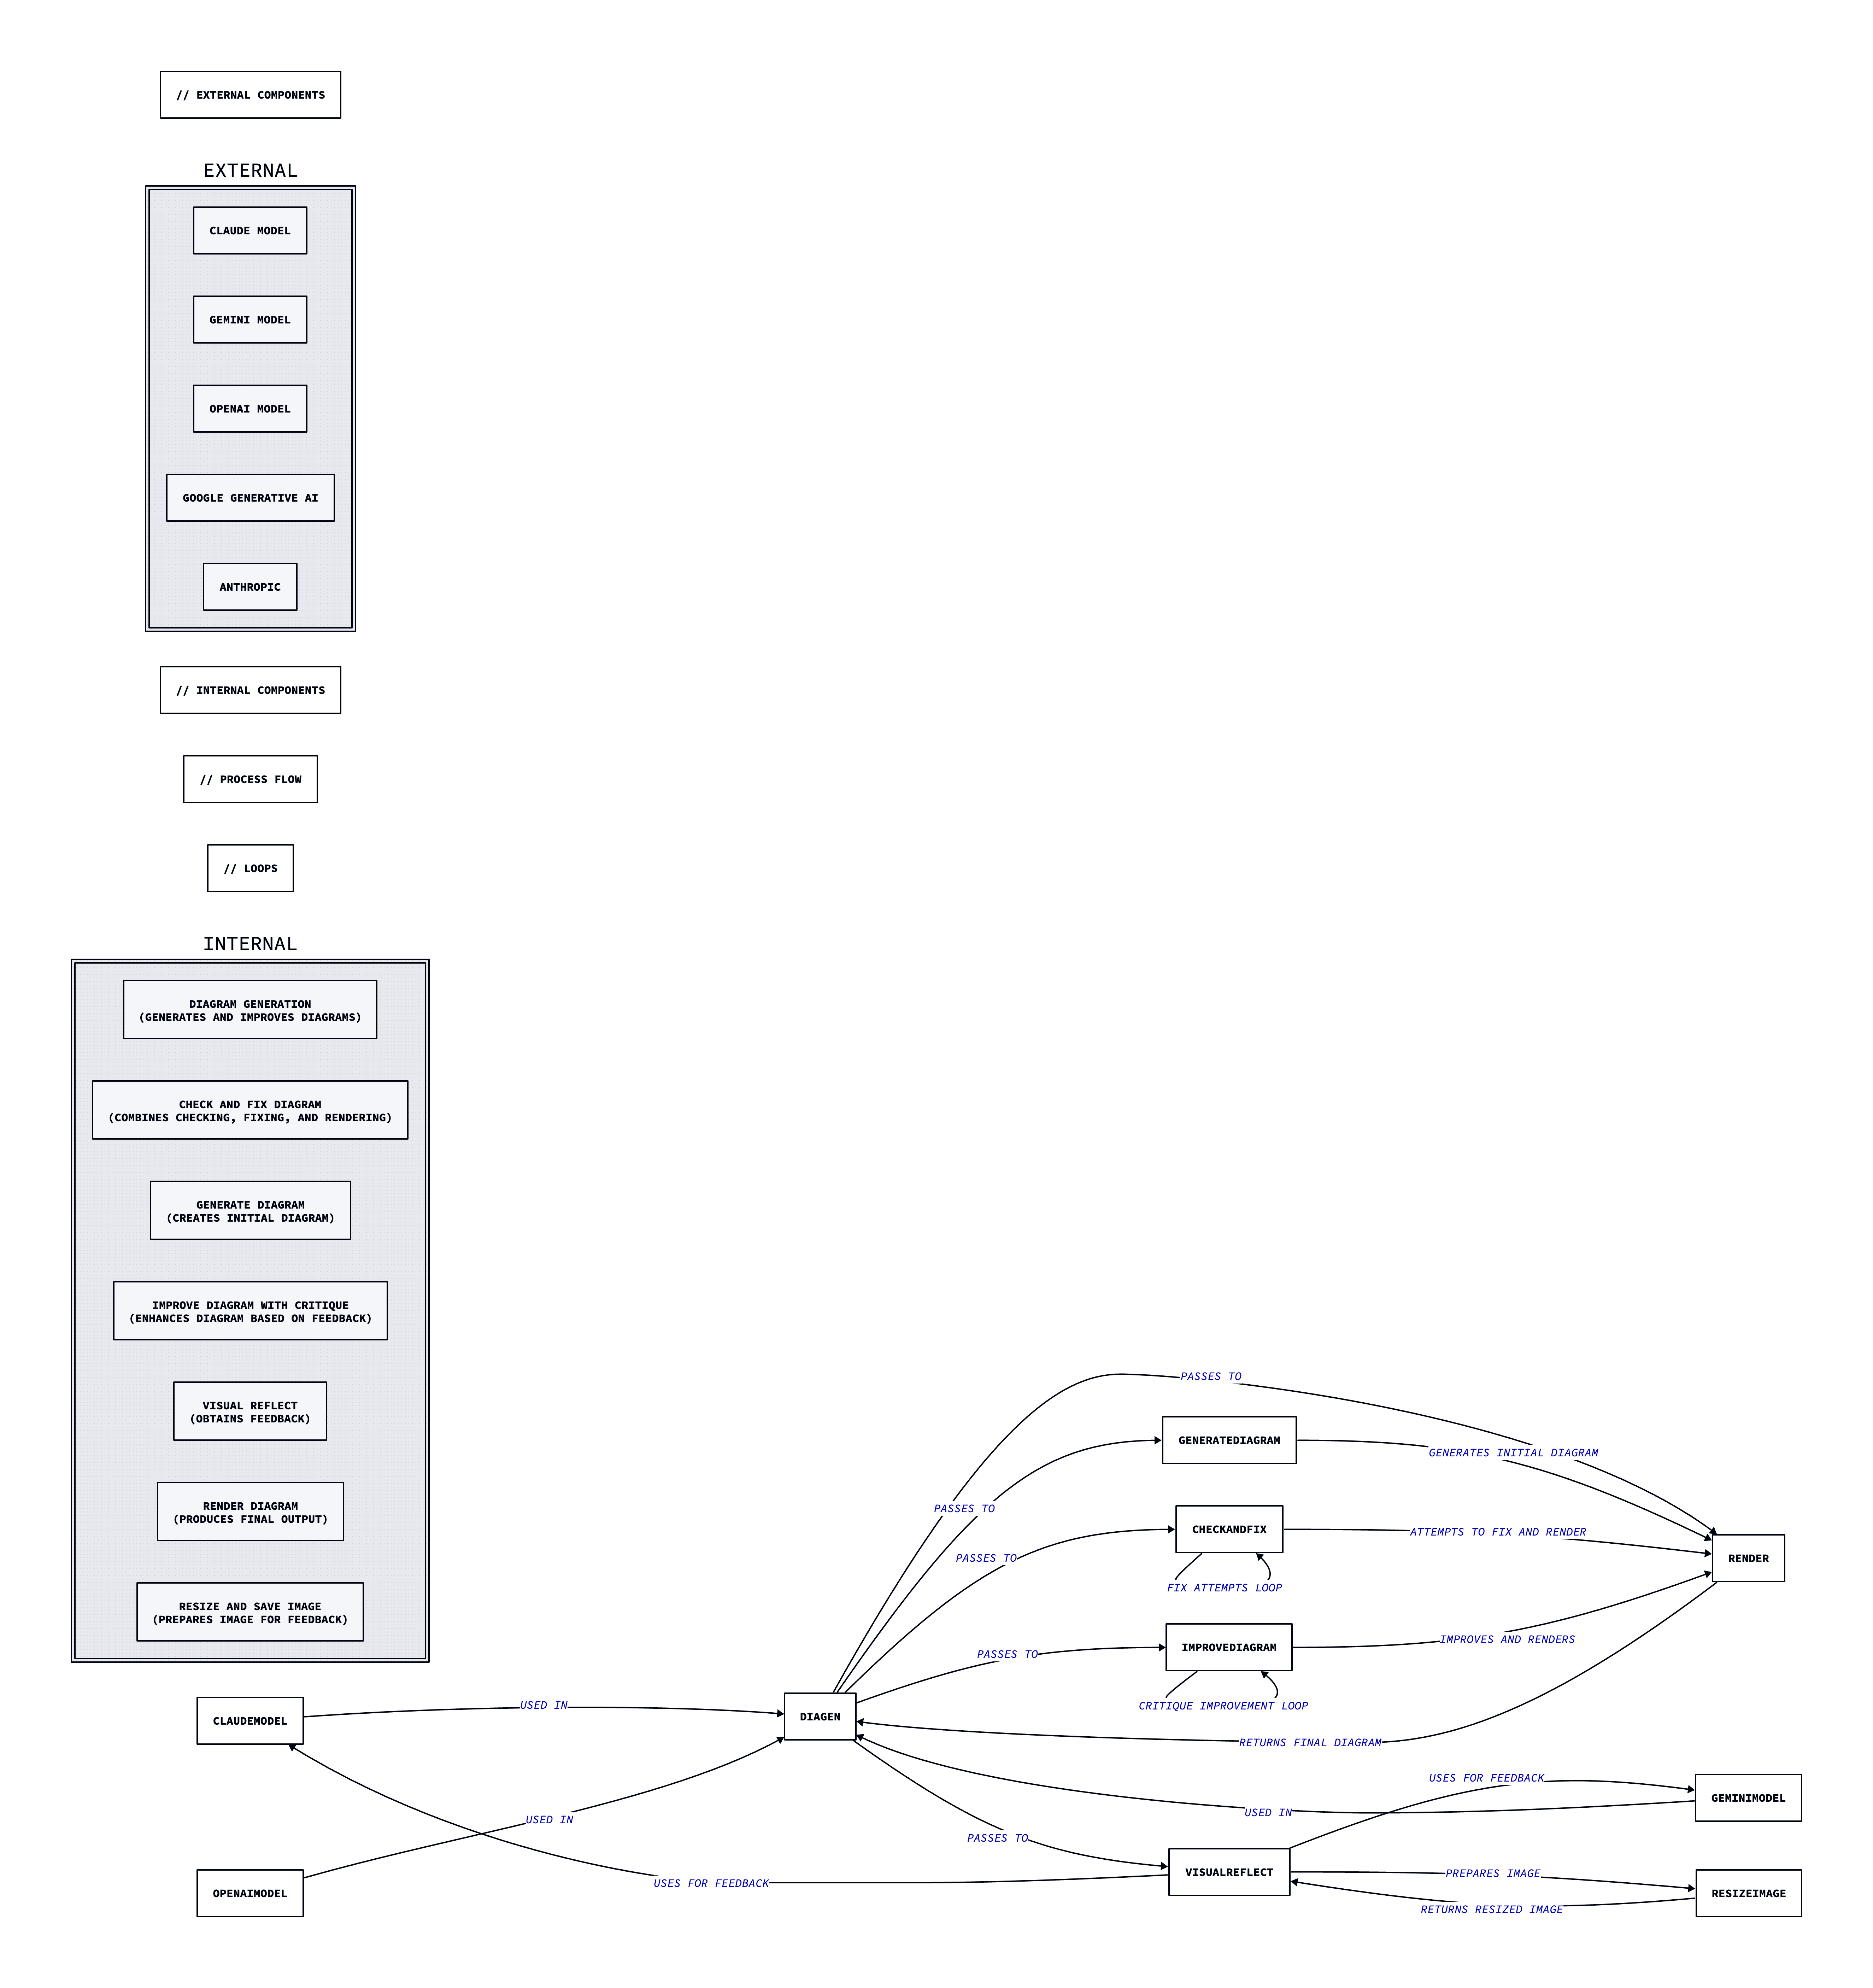 // EXTERNAL COMPONENTS
EXTERNAL
CLAUDE MODEL
GEMINI MODEL
OPENAI MODEL
GOOGLE GENERATIVE AI
ANTHROPIC
// INTERNAL COMPONENTS
// PROCESS FLOW
// LOOPS
INTERNAL
DIAGRAM GENERATION
(GENERATES AND IMPROVES DIAGRAMS)
CHECK AND FIX DIAGRAM
(COMBINES CHECKING, FIXING, AND RENDERING)
GENERATE DIAGRAM
(CREATES INITIAL DIAGRAM)
IMPROVE DIAGRAM WITH CRITIQUE
(ENHANCES DIAGRAM BASED ON FEEDBACK)
VISUAL REFLECT
(OBTAINS FEEDBACK)
RENDER DIAGRAM
(PRODUCES FINAL OUTPUT)
RESIZE AND SAVE IMAGE
(PREPARES IMAGE FOR FEEDBACK)
CLAUDEMODEL
OPENAIMODEL
USED IN
USED IN
USES FOR FEEDBACK
DIAGEN
PASSES TO
PASSES TO
PASSES TO
PASSES TO
PASSES TO
GENERATEDIAGRAM
GENERATES INITIAL DIAGRAM
CHECKANDFIX
ATTEMPTS TO FIX AND RENDER
FIX ATTEMPTS LOOP
RENDER
IMPROVEDIAGRAM
IMPROVES AND RENDERS
CRITIQUE IMPROVEMENT LOOP
RETURNS FINAL DIAGRAM
USES FOR FEEDBACK
GEMINIMODEL
USED IN
VISUALREFLECT
PREPARES IMAGE
RESIZEIMAGE
RETURNS RESIZED IMAGE